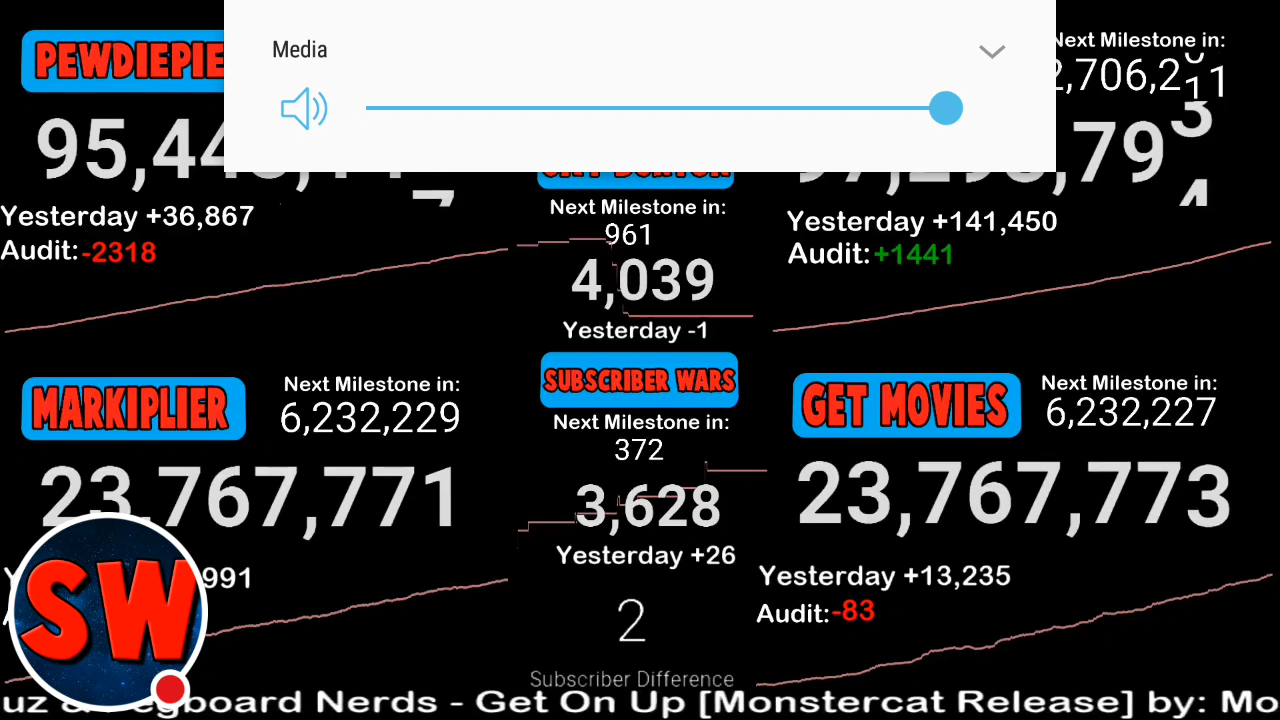 Media
PEWDIEPIE
Next Milestone in:
Yesterday +36,867
Audit:-2318
Next Milestone in:
961
4,039
Yesterday -1
Yesterday +141,450
Audit:+1441
MARKIPLIER
Next Milestone in:
6,232,229
23,767,771
SUBSCRIBER WARS
Next Milestone in:
372
3,628
Yesterday +26
GET MOVIES
Next Milestone in:
6,232,227
23,767,773
Yesterday +13,235
Audit:-83
SW
2
Subscriber Difference
uz & Pegboard Nerds - Get On Up [Monstercat Release] by: Mo